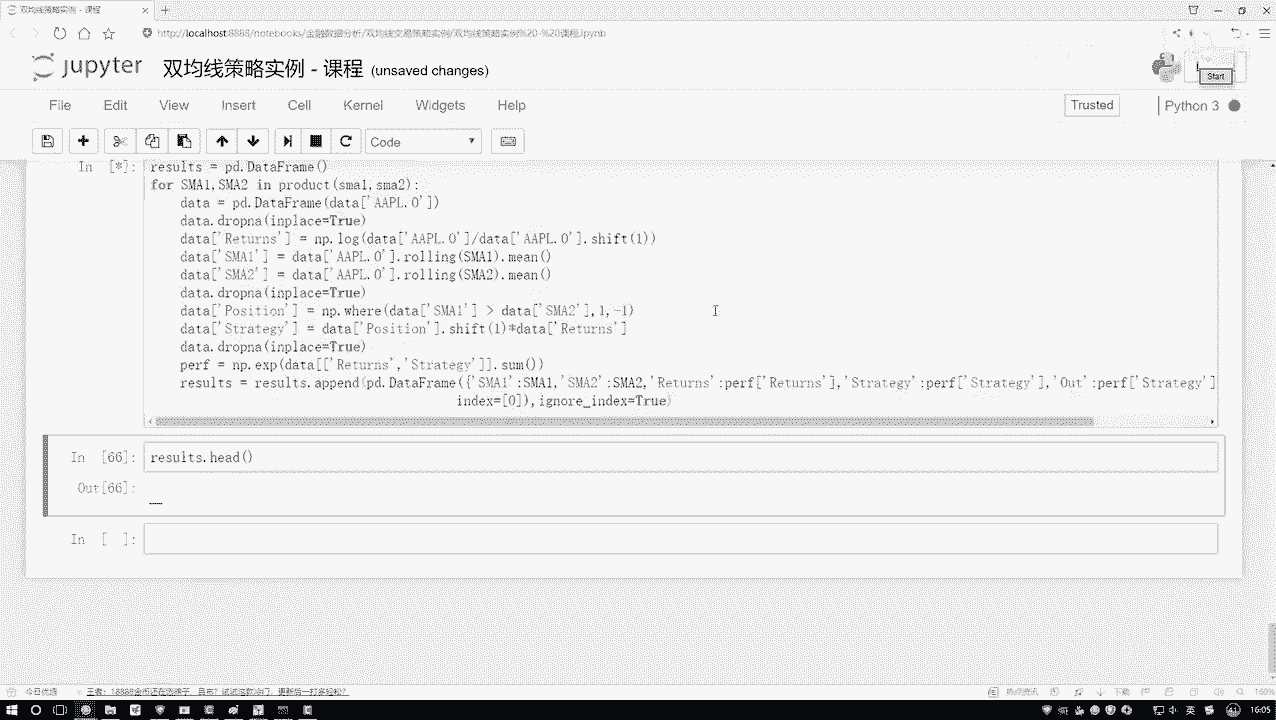 双均线策略实例 - 课程
http://localhost:8888/notebooks/金融数据分析/双均线交易策略实例/双均线策略实例%20-%20课程.ipynb
jupyter 双均线策略实例 - 课程 (unsaved changes)
Start
File Edit View Insert Cell Kernel Widgets Help
Trusted Python 3
Code
In [*]: results = pd.DataFrame()
for SMA1,SMA2 in product(sma1,sma2):
data = pd.DataFrame(data['AAPL.O'])
data.dropna(inplace=True)
data['Returns'] = np.log(data['AAPL.O']/data['AAPL.O'].shift(1))
data['SMA1'] = data['AAPL.O'].rolling(SMA1).mean()
data['SMA2'] = data['AAPL.O'].rolling(SMA2).mean()
data.dropna(inplace=True)
data['Position'] = np.where(data['SMA1'] > data['SMA2'],1,-1)
data['Strategy'] = data['Position'].shift(1)*data['Returns']
data.dropna(inplace=True)
perf = np.exp(data[['Returns','Strategy']].sum())
results = results.append(pd.DataFrame({'SMA1':SMA1,'SMA2':SMA2,'Returns':perf['Returns'],'Strategy':perf['Strategy'],'Out':perf['Strategy']
index=[0]),ignore_index=True)
In [66]: results.head()
Out[66]:
In [ ]:
今日优选
热点资讯 下载 160%
英 16:05